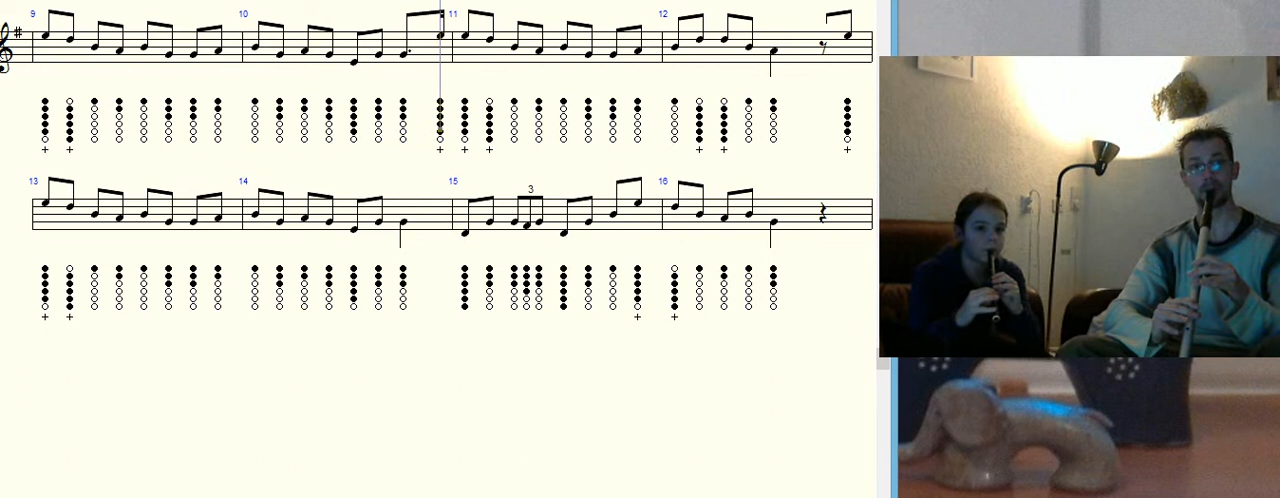 9 10 11 12
+ + + + + + + +
13 14 15 3 16
+ + + +